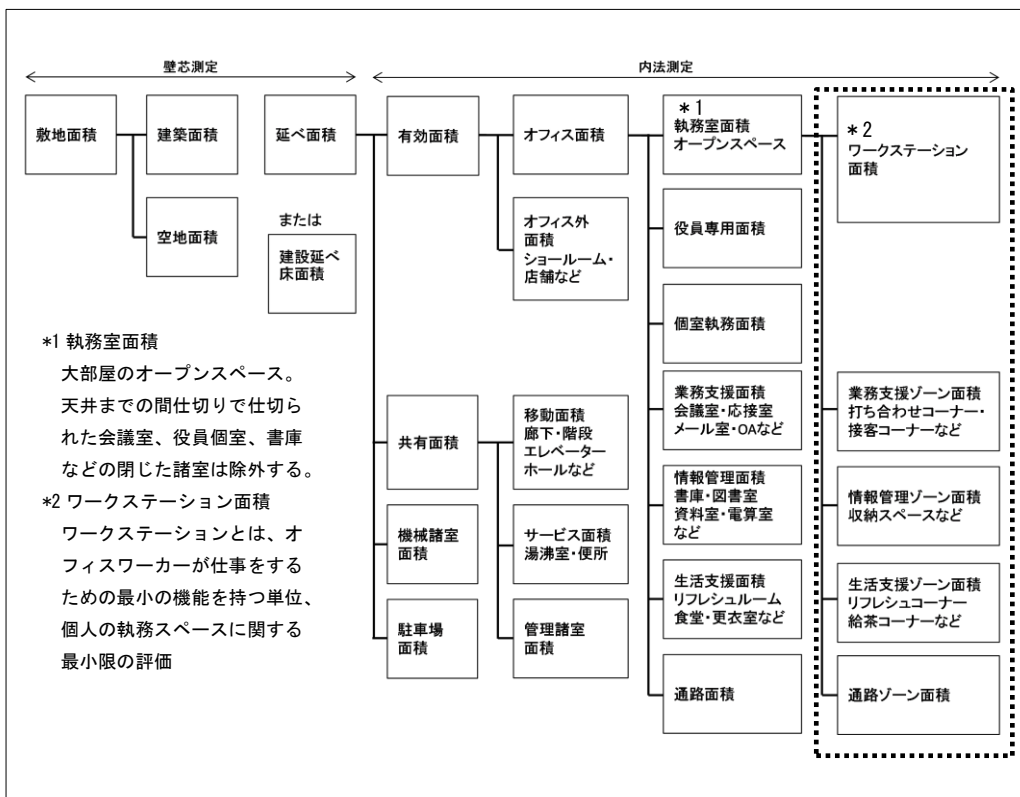 壁芯測定
内法測定
敷地面積
建築面積
延べ面積
有効面積
オフィス面積
*1
執務室面積
オープンスペース
*2
ワークステーション
面積
空地面積
または
建設延べ
床面積
オフィス外
面積
ショールーム・
店舗など
役員専用面積
個室執務面積
*1 執務室面積
大部屋のオープンスペース。
天井までの間仕切りで仕切ら
れた会議室、役員個室、書庫
などの閉じた諸室は除外する。
*2 ワークステーション面積
ワークステーションとは、オ
フィスワーカーが仕事をする
ための最小の機能を持つ単位、
個人の執務スペースに関する
最小限の評価
共有面積
移動面積
廊下・階段
エレベーター
ホールなど
業務支援面積
会議室・応接室
メール室・OAなど
業務支援ゾーン面積
打ち合わせコーナー・
接客コーナーなど
機械諸室
面積
サービス面積
湯沸室・便所
情報管理面積
書庫・図書室
資料室・電算室
など
情報管理ゾーン面積
収納スペースなど
駐車場
面積
管理諸室
面積
生活支援面積
リフレシュルーム
食堂・更衣室など
生活支援ゾーン面積
リフレシュコーナー
給茶コーナーなど
通路面積
通路ゾーン面積